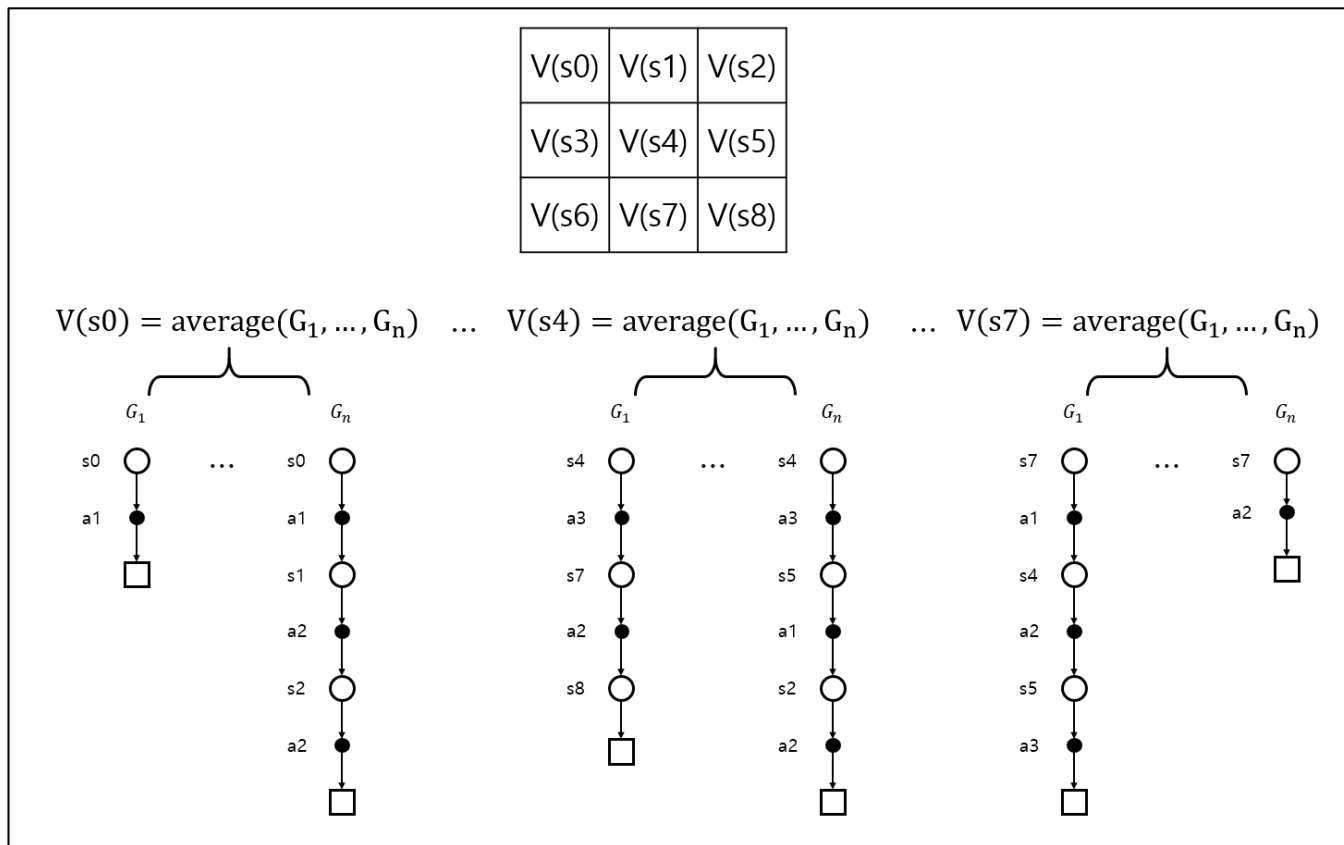 V(s0) V(s1) V(s2)
V(s3) V(s4) V(s5)
V(s6) V(s7) V(s8)
V(s0) = average(G₁, ..., Gₙ) ... V(s4) = average(G₁, ..., Gₙ) ... V(s7) = average(G₁, ..., Gₙ)
G₁ Gₙ G₁ Gₙ G₁ Gₙ
s0 ... s0 s4 ... s4 s7 ... s7
a1 a1 a3 a3 a1 a2
s1 s7 s5 s4
a2 a2 a1 a2
s2 s8 s2 s5
a2 a2 a3